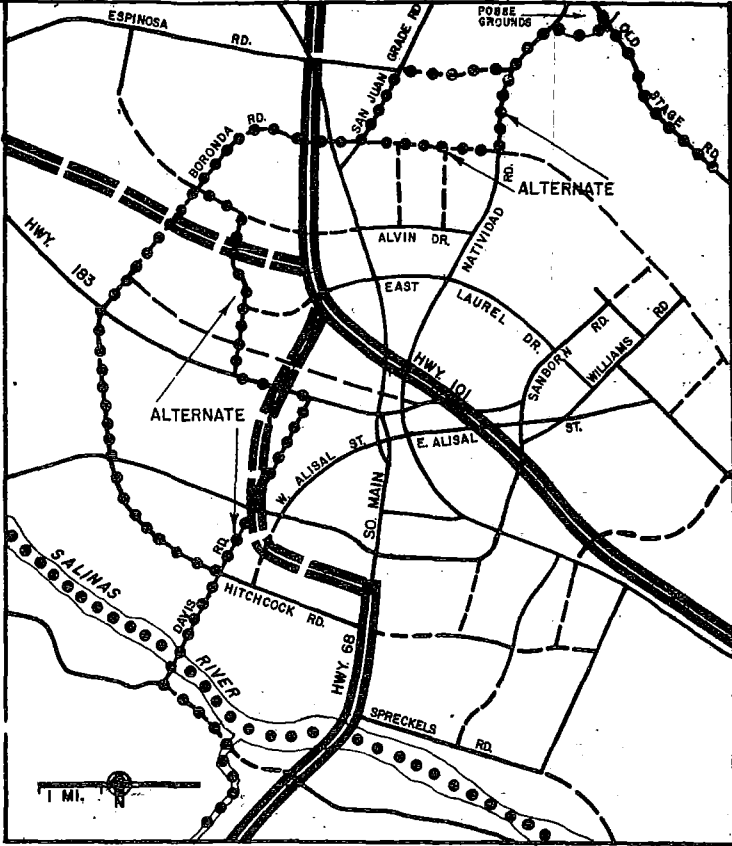 ESPINOSA RD.
SAN JUAN GRADE RD
POSSE
GROUNDS
OLD STAGE RD
BORONDA RD.
ALTERNATE
HWY. 183
ALVIN DR.
NATIVIDAD RD.
EAST LAUREL DR.
SANBORN RD.
WILLIAMS RD
HWY. 101
ALTERNATE
W. ALISAL ST.
E. ALISAL ST.
SO. MAIN
SALINAS RIVER
DAVIS RD.
HITCHCOCK RD.
HWY. 68
SPRECKELS RD.
1 MI.
N